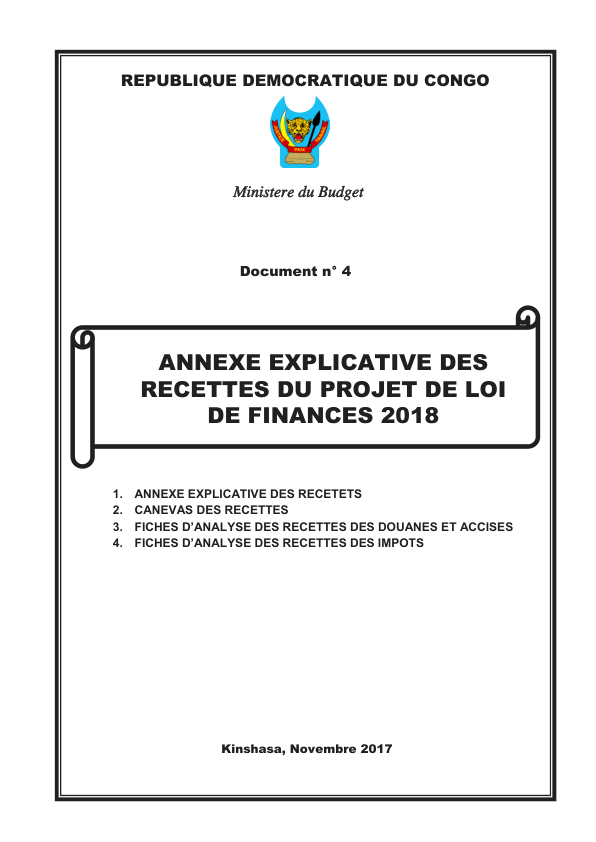 REPUBLIQUE DEMOCRATIQUE DU CONGO
PAIX
Ministere du Budget
Document n° 4
ANNEXE EXPLICATIVE DES
RECETTES DU PROJET DE LOI
DE FINANCES 2018
1. ANNEXE EXPLICATIVE DES RECETETS
2. CANEVAS DES RECETTES
3. FICHES D’ANALYSE DES RECETTES DES DOUANES ET ACCISES
4. FICHES D’ANALYSE DES RECETTES DES IMPOTS
Kinshasa, Novembre 2017